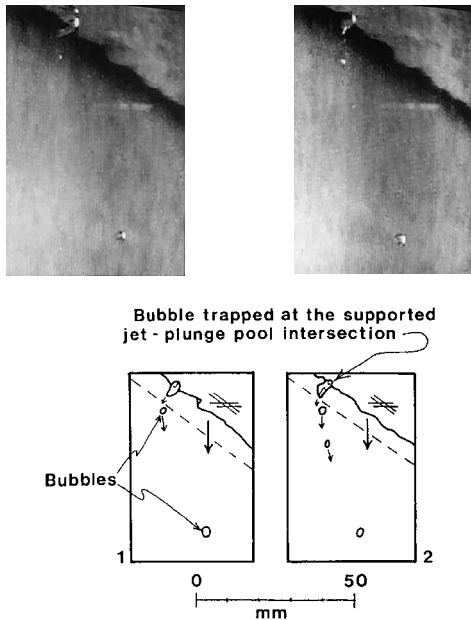 Bubble trapped at the supported
jet - plunge pool intersection
Bubbles
1
2
0 50
mm